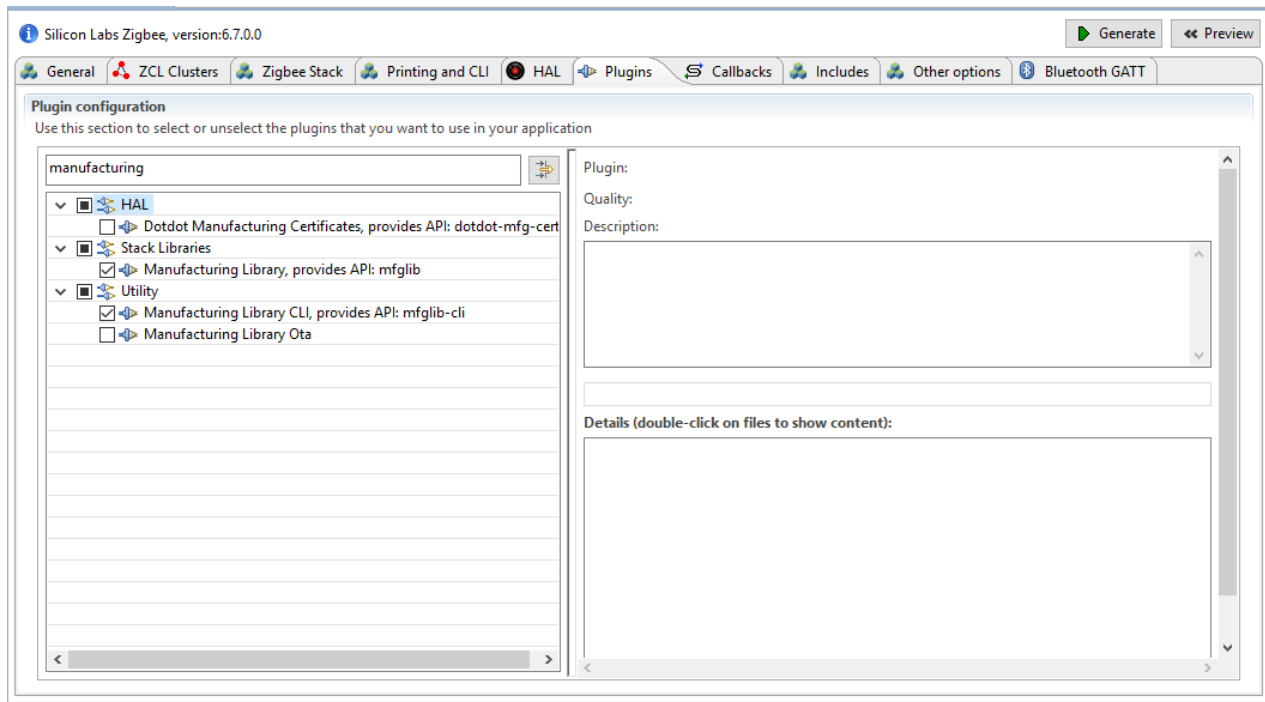 Silicon Labs Zigbee, version:6.7.0.0
Generate
Preview
General
ZCL Clusters
Zigbee Stack
Printing and CLI
HAL
Plugins
Callbacks
Includes
Other options
Bluetooth GATT
Plugin configuration
Use this section to select or unselect the plugins that you want to use in your application
manufacturing
HAL
Dotdot Manufacturing Certificates, provides API: dotdot-mfg-cert
Stack Libraries
Manufacturing Library, provides API: mfglib
Utility
Manufacturing Library CLI, provides API: mfglib-cli
Manufacturing Library Ota
Plugin:
Quality:
Description:
Details (double-click on files to show content):